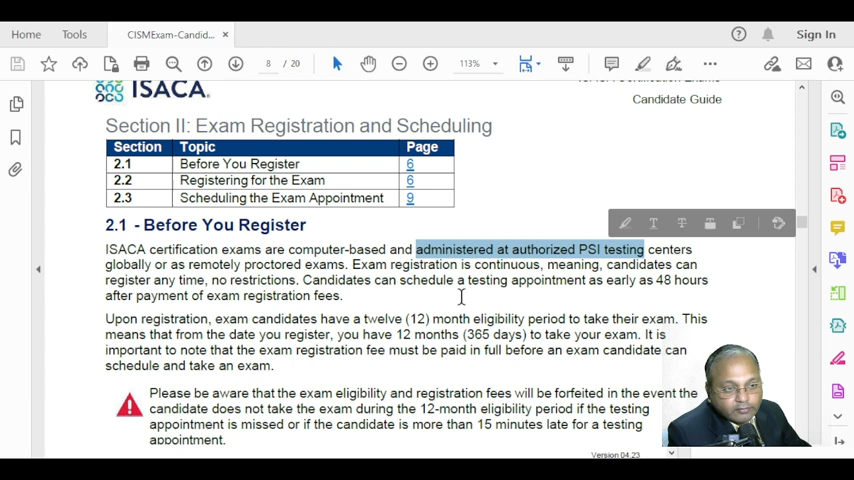 Home Tools CISMExam-Candid... × Sign In
8 / 20 113%
ISACA.
Candidate Guide
Section II: Exam Registration and Scheduling
Section Topic Page
2.1 Before You Register 6
2.2 Registering for the Exam 6
2.3 Scheduling the Exam Appointment 9
2.1 - Before You Register
ISACA certification exams are computer-based and administered at authorized PSI testing centers
globally or as remotely proctored exams. Exam registration is continuous, meaning, candidates can
register any time, no restrictions. Candidates can schedule a testing appointment as early as 48 hours
after payment of exam registration fees.
Upon registration, exam candidates have a twelve (12) month eligibility period to take their exam. This
means that from the date you register, you have 12 months (365 days) to take your exam. It is
important to note that the exam registration fee must be paid in full before an exam candidate can
schedule and take an exam.
Please be aware that the exam eligibility and registration fees will be forfeited in the event the
candidate does not take the exam during the 12-month eligibility period if the testing
appointment is missed or if the candidate is more than 15 minutes late for a testing
appointment.
Version 04.23